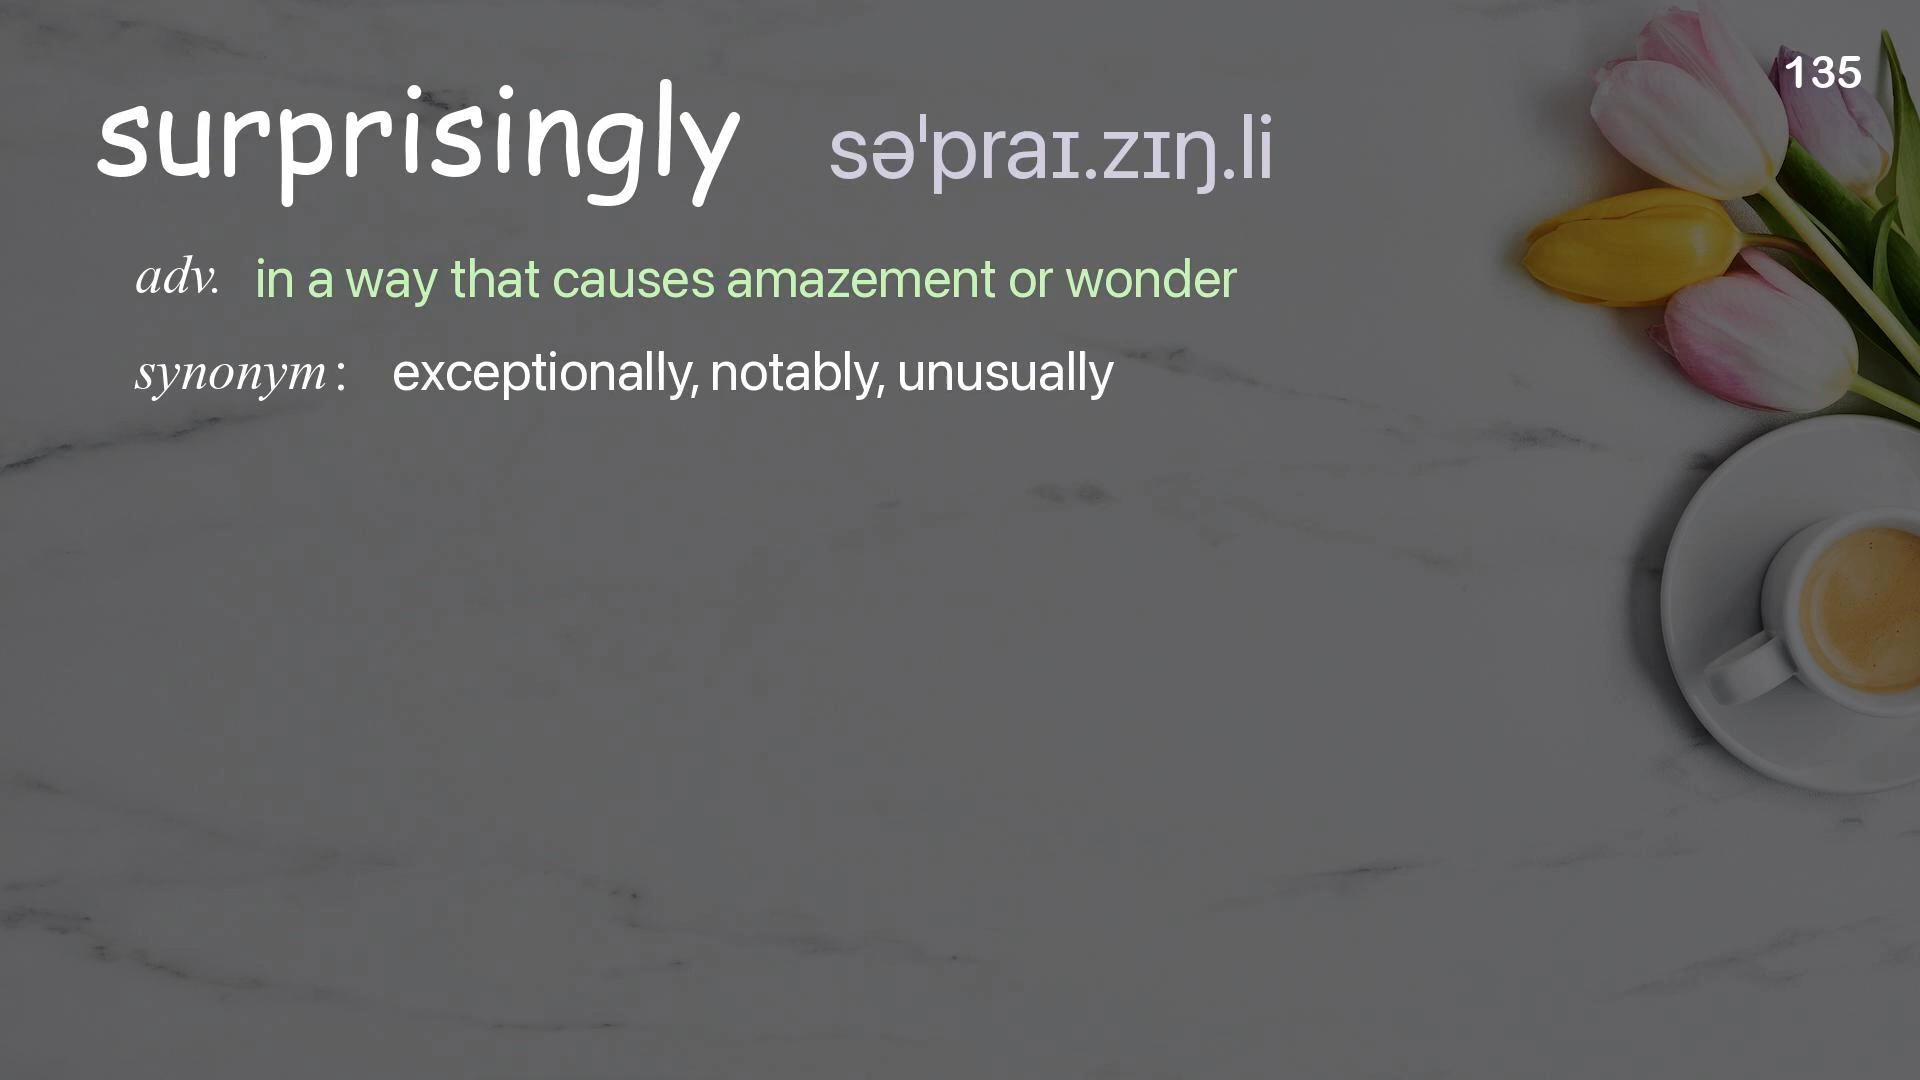 135
surprisingly səˈpraɪ.zɪŋ.li
adv. in a way that causes amazement or wonder
synonym : exceptionally, notably, unusually